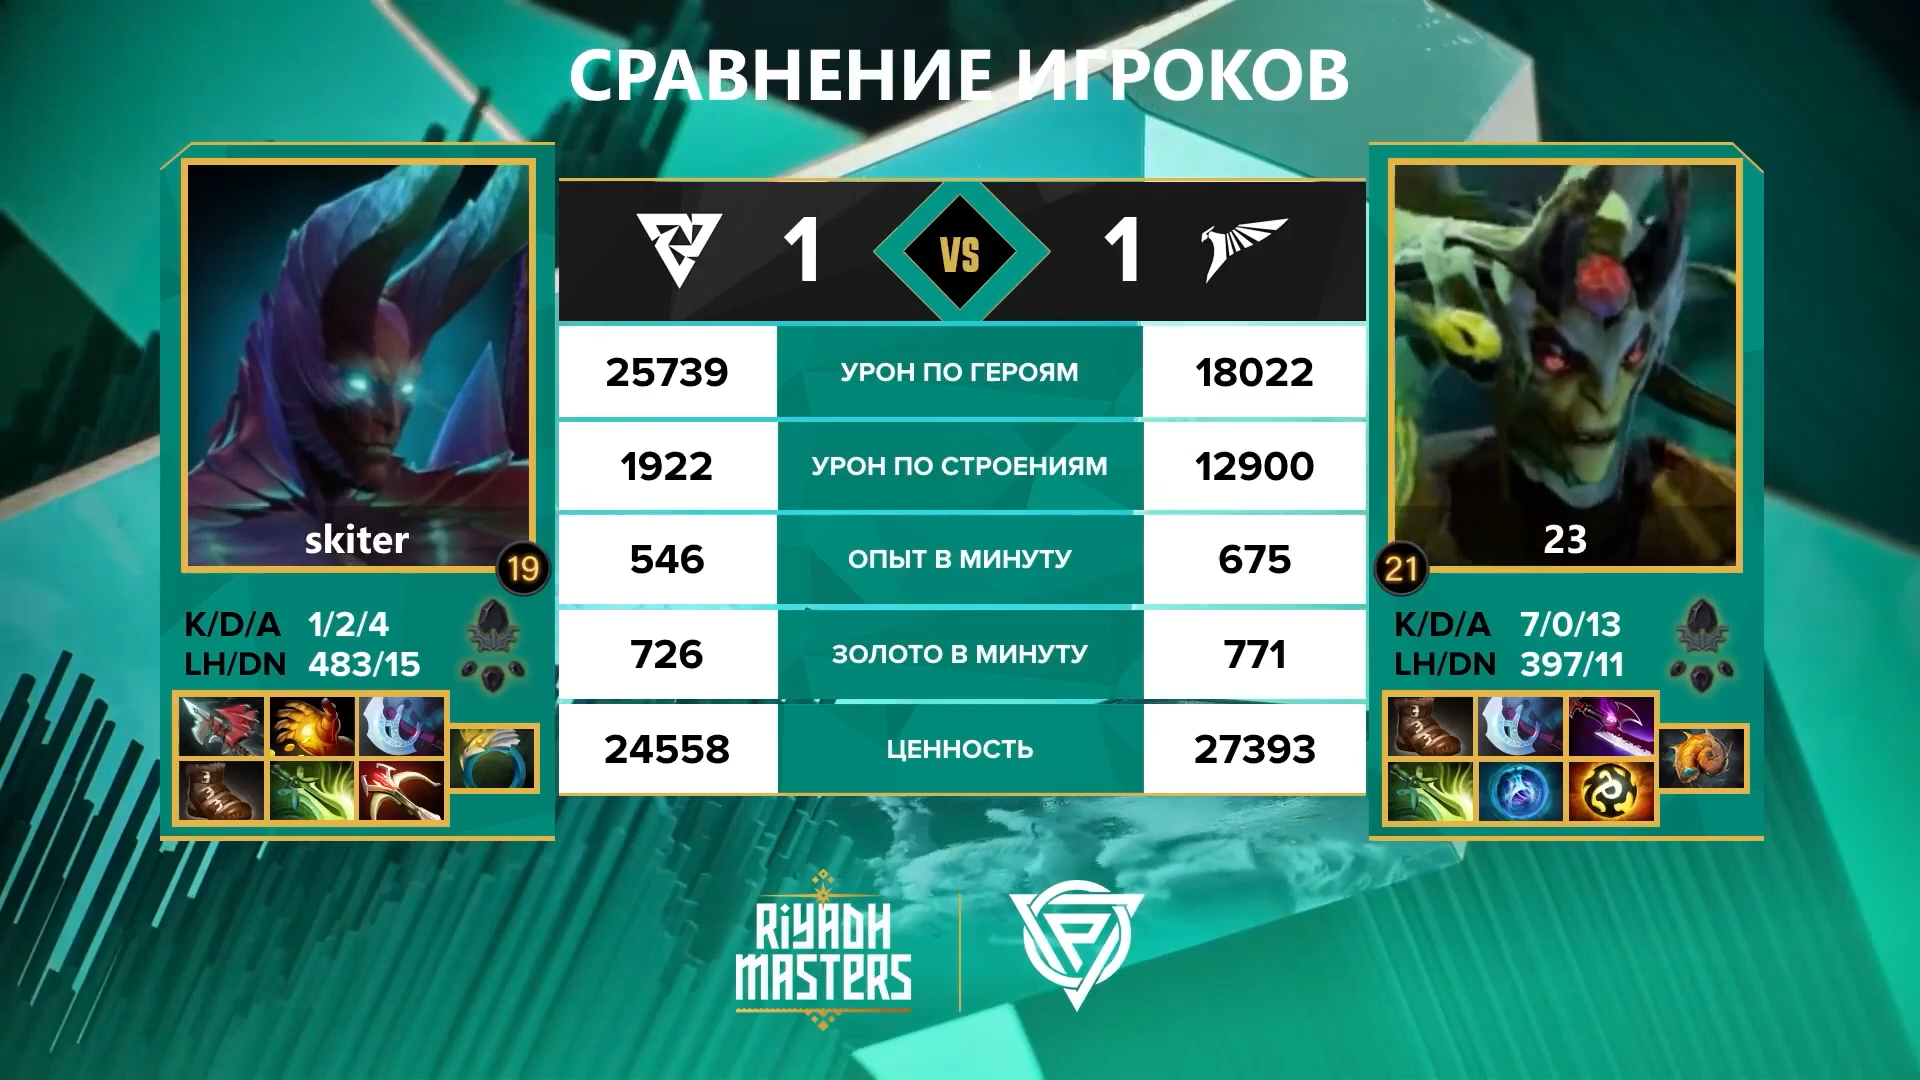 СРАВНЕНИЕ ИГРОКОВ
1 VS 1
25739 УРОН ПО ГЕРОЯМ 18022
1922 УРОН ПО СТРОЕНИЯМ 12900
546 ОПЫТ В МИНУТУ 675
726 ЗОЛОТО В МИНУТУ 771
24558 ЦЕННОСТЬ 27393
skiter
19
K/D/A 1/2/4
LH/DN 483/15
23
21
K/D/A 7/0/13
LH/DN 397/11
RiYADH
MASTERS